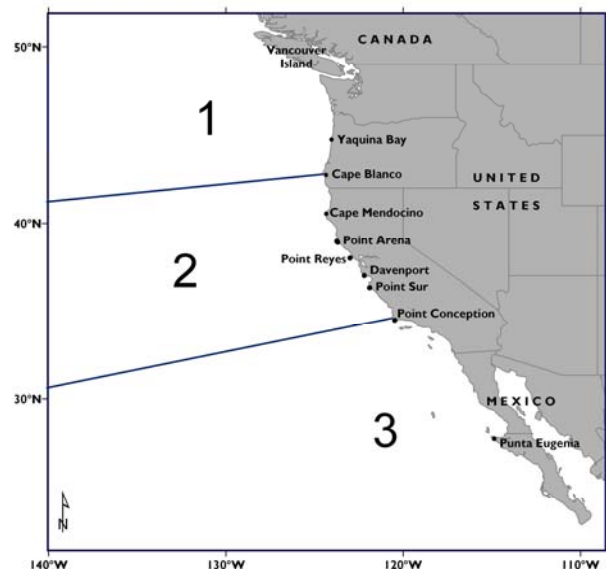 50°N
CANADA
Vancouver
Island
1
Yaquina Bay
Cape Blanco
UNITED
STATES
40°N
Cape Mendocino
Point Arena
Point Reyes
Davenport
2
Point Sur
Point Conception
30°N
MEXICO
3
Punta Eugema
N
140°W
130°W
120°W
110°W